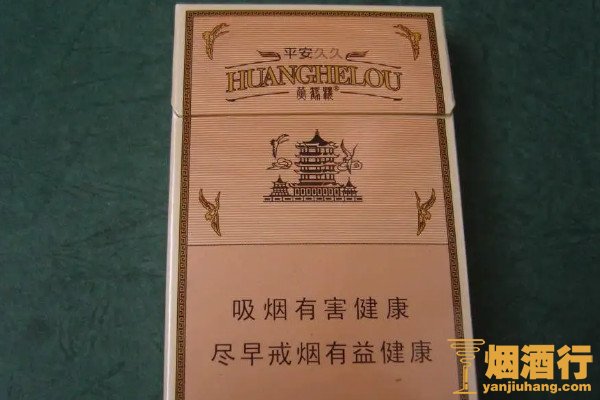 平安久久
HUANGHELOU
黄鹤楼®
吸烟有害健康
尽早戒烟有益健康
烟酒行
yanjiuhang.com